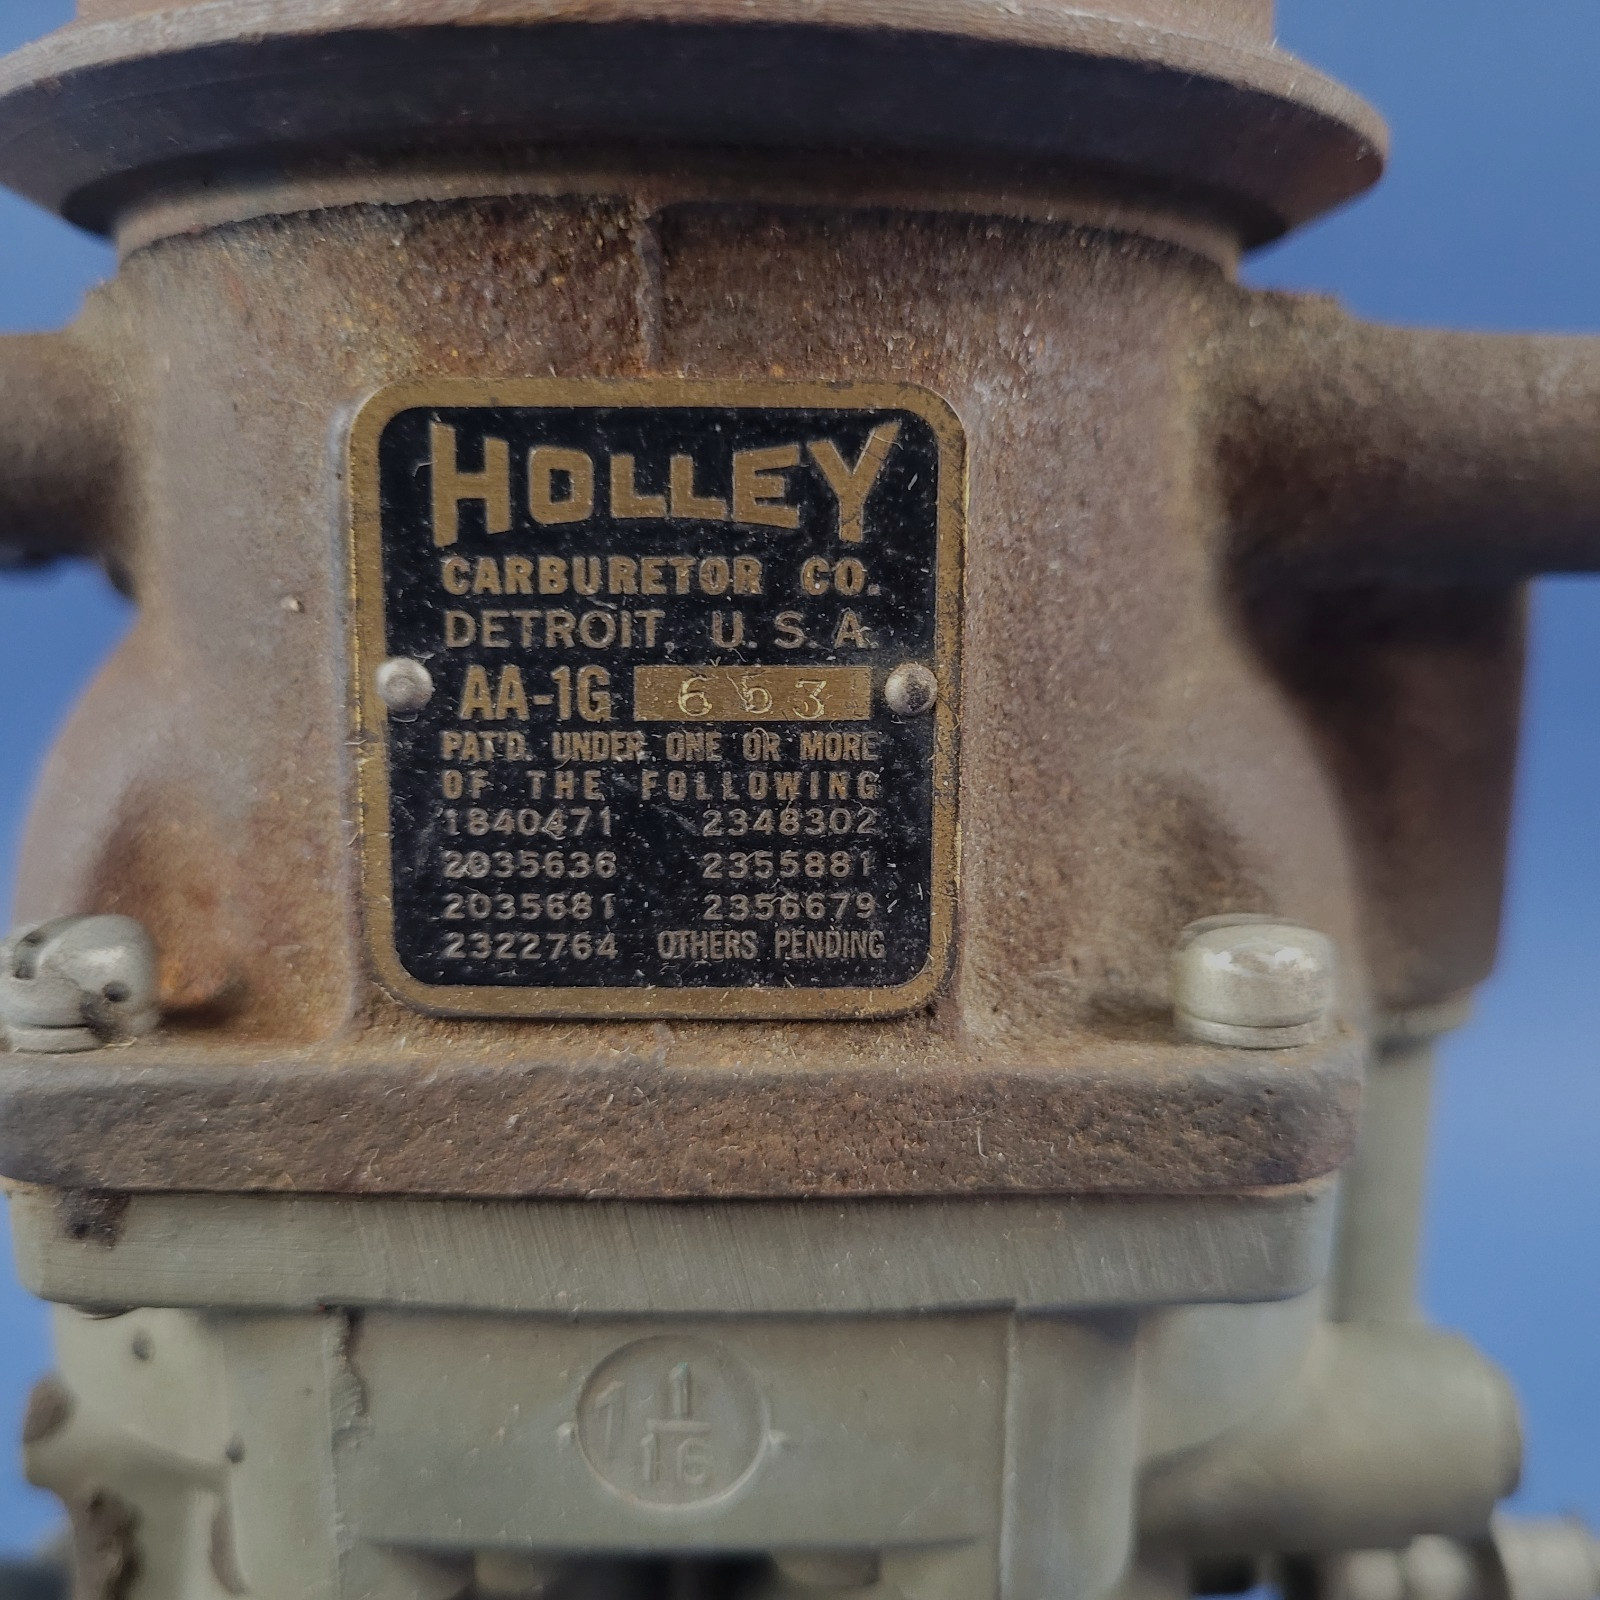 HOLLEY
CARBURETOR CO.
DETROIT, U. S. A.
AA-1G 653
PAT'D. UNDER ONE OR MORE
OF THE FOLLOWING
1840471 2348302
2035636 2355881
2035681 2356679
2322764 OTHERS PENDING
1 1/16